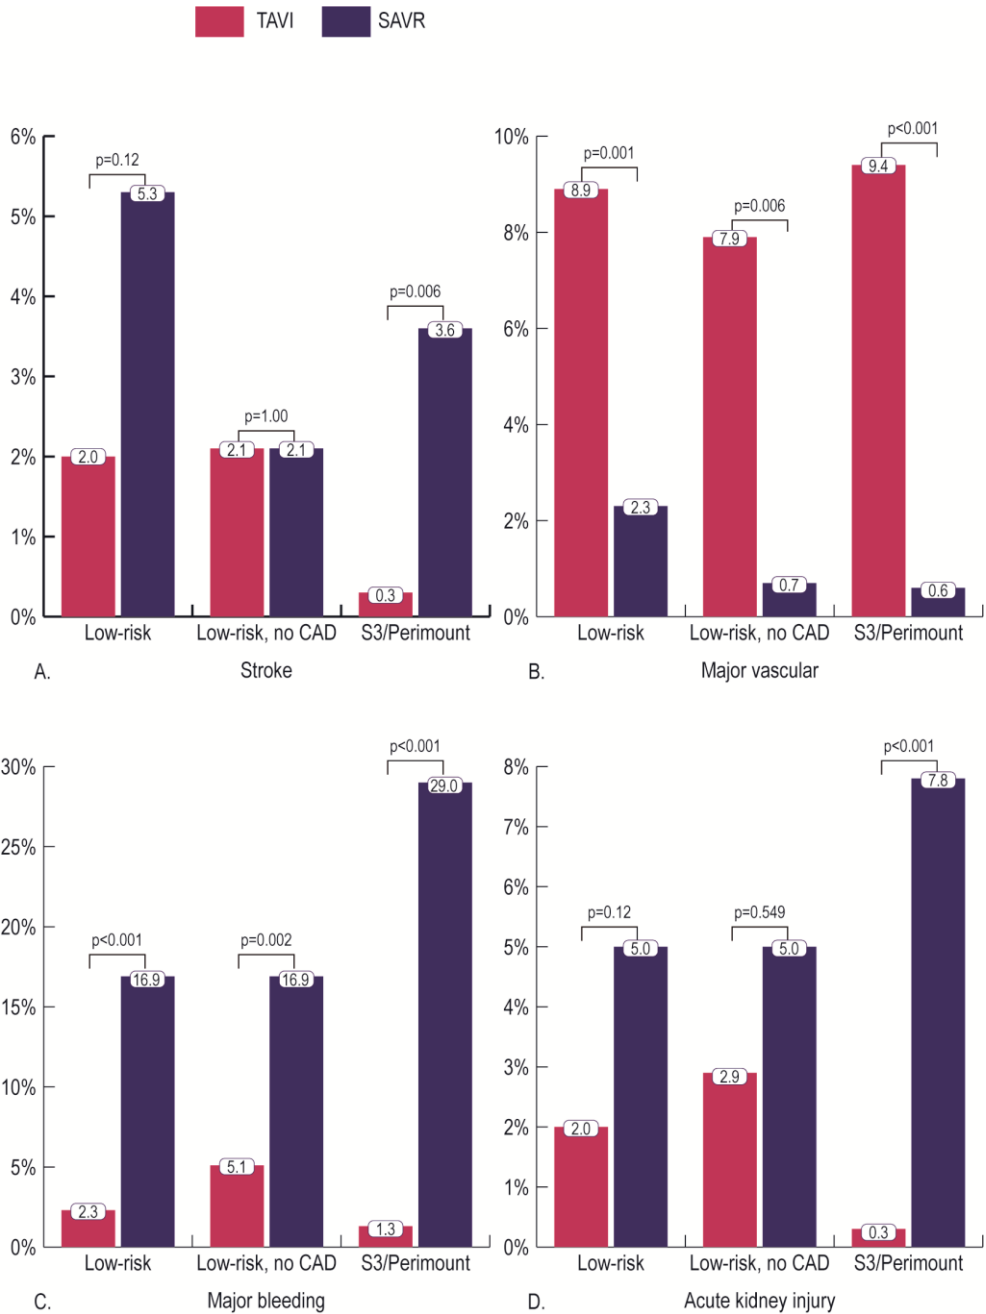 TAVI SAVR
6%
5%
4%
3%
2%
1%
0%
p=0.12
5.3
2.0
p=1.00
2.1
2.1
p=0.006
3.6
0.3
Low-risk
Low-risk, no CAD
S3/Perimount
A.
Stroke
10%
8%
6%
4%
2%
0%
p=0.001
8.9
2.3
p=0.006
7.9
0.7
p<0.001
9.4
0.6
Low-risk
Low-risk, no CAD
S3/Perimount
B.
Major vascular
30%
25%
20%
15%
10%
5%
0%
p<0.001
16.9
2.3
p=0.002
16.9
5.1
p<0.001
29.0
1.3
Low-risk
Low-risk, no CAD
S3/Perimount
C.
Major bleeding
8%
7%
6%
5%
4%
3%
2%
1%
0%
p=0.12
5.0
2.0
p=0.549
5.0
2.9
p<0.001
7.8
0.3
Low-risk
Low-risk, no CAD
S3/Perimount
D.
Acute kidney injury